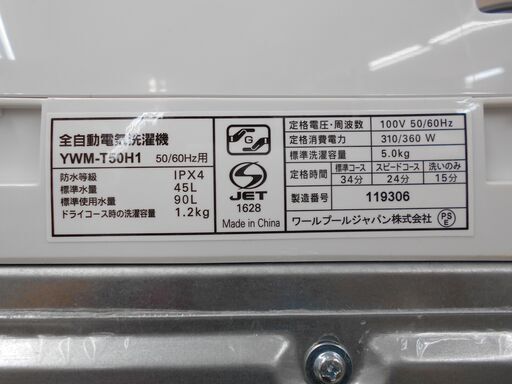 全自動電気洗濯機
YWM-T50H1 50/60Hz用
防水等級 IPX4
標準水量 45L
標準使用水量 90L
ドライコース時の洗濯容量 1.2kg
G
S
JET
1628
Made in China
定格電圧・周波数 100V 50/60Hz
定格消費電力 310/360 W
標準洗濯容量 5.0kg
定格時間 標準コース 34分 スピードコース 24分 洗いのみ 15分
製造番号 119306
ワールプールジャパン株式会社 PSE